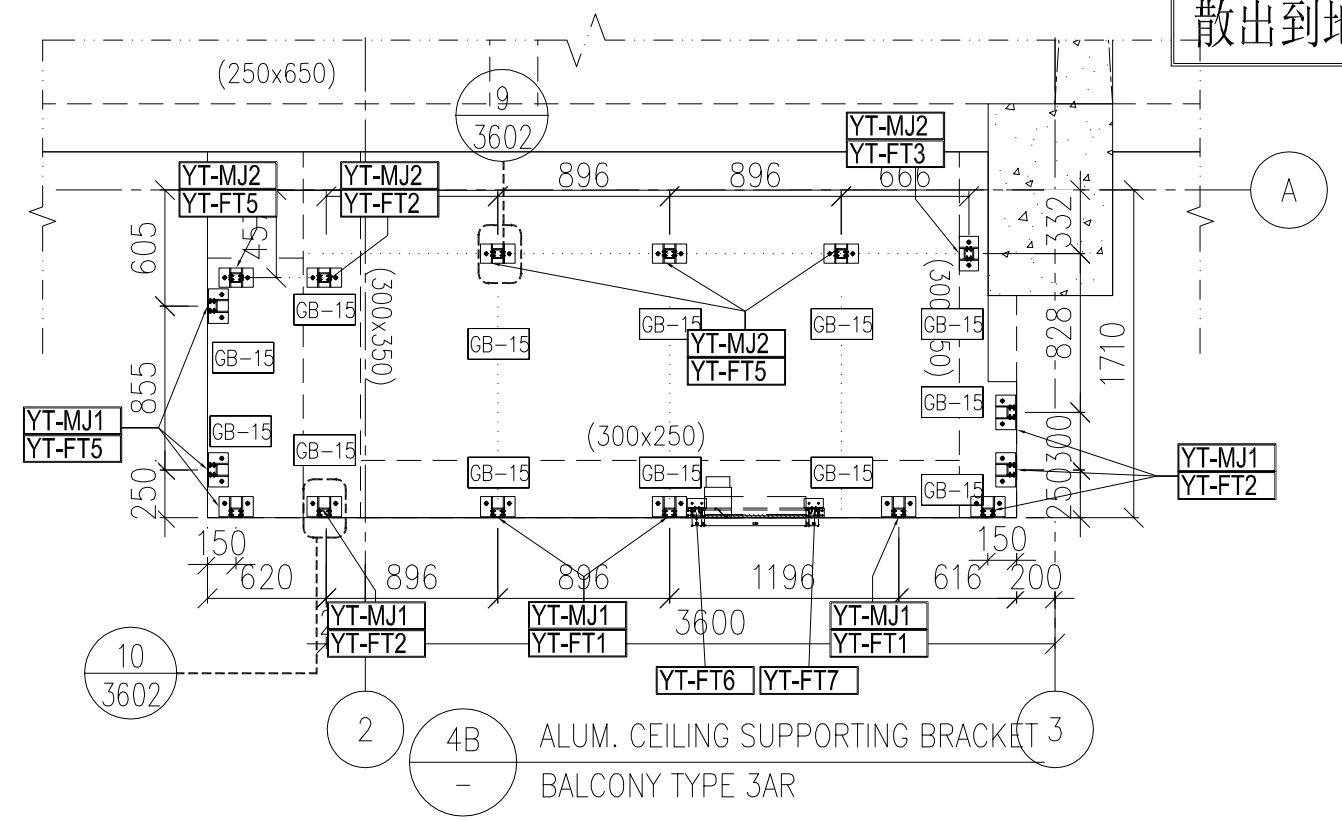 散出到地
(250x650)
9
3602
YT-MJ2
YT-FT3
YT-MJ2
YT-FT5
YT-MJ2
YT-FT2
896
896
666
A
605
332
(300x350)
GB-15
GB-15
GB-15
GB-15
GB-15
GB-15
YT-MJ2
YT-FT5
828
1710
855
YT-MJ1
YT-FT5
GB-15
GB-15
GB-15
(300x250)
GB-15
GB-15
GB-15
GB-15
YT-MJ1
YT-FT2
250
300
250
150
150
620
896
896
1196
616
200
YT-MJ1
YT-FT2
YT-MJ1
YT-FT1
3600
YT-MJ1
YT-FT1
10
3602
YT-FT6
YT-FT7
2
3
4B
-
ALUM. CEILING SUPPORTING BRACKET
BALCONY TYPE 3AR